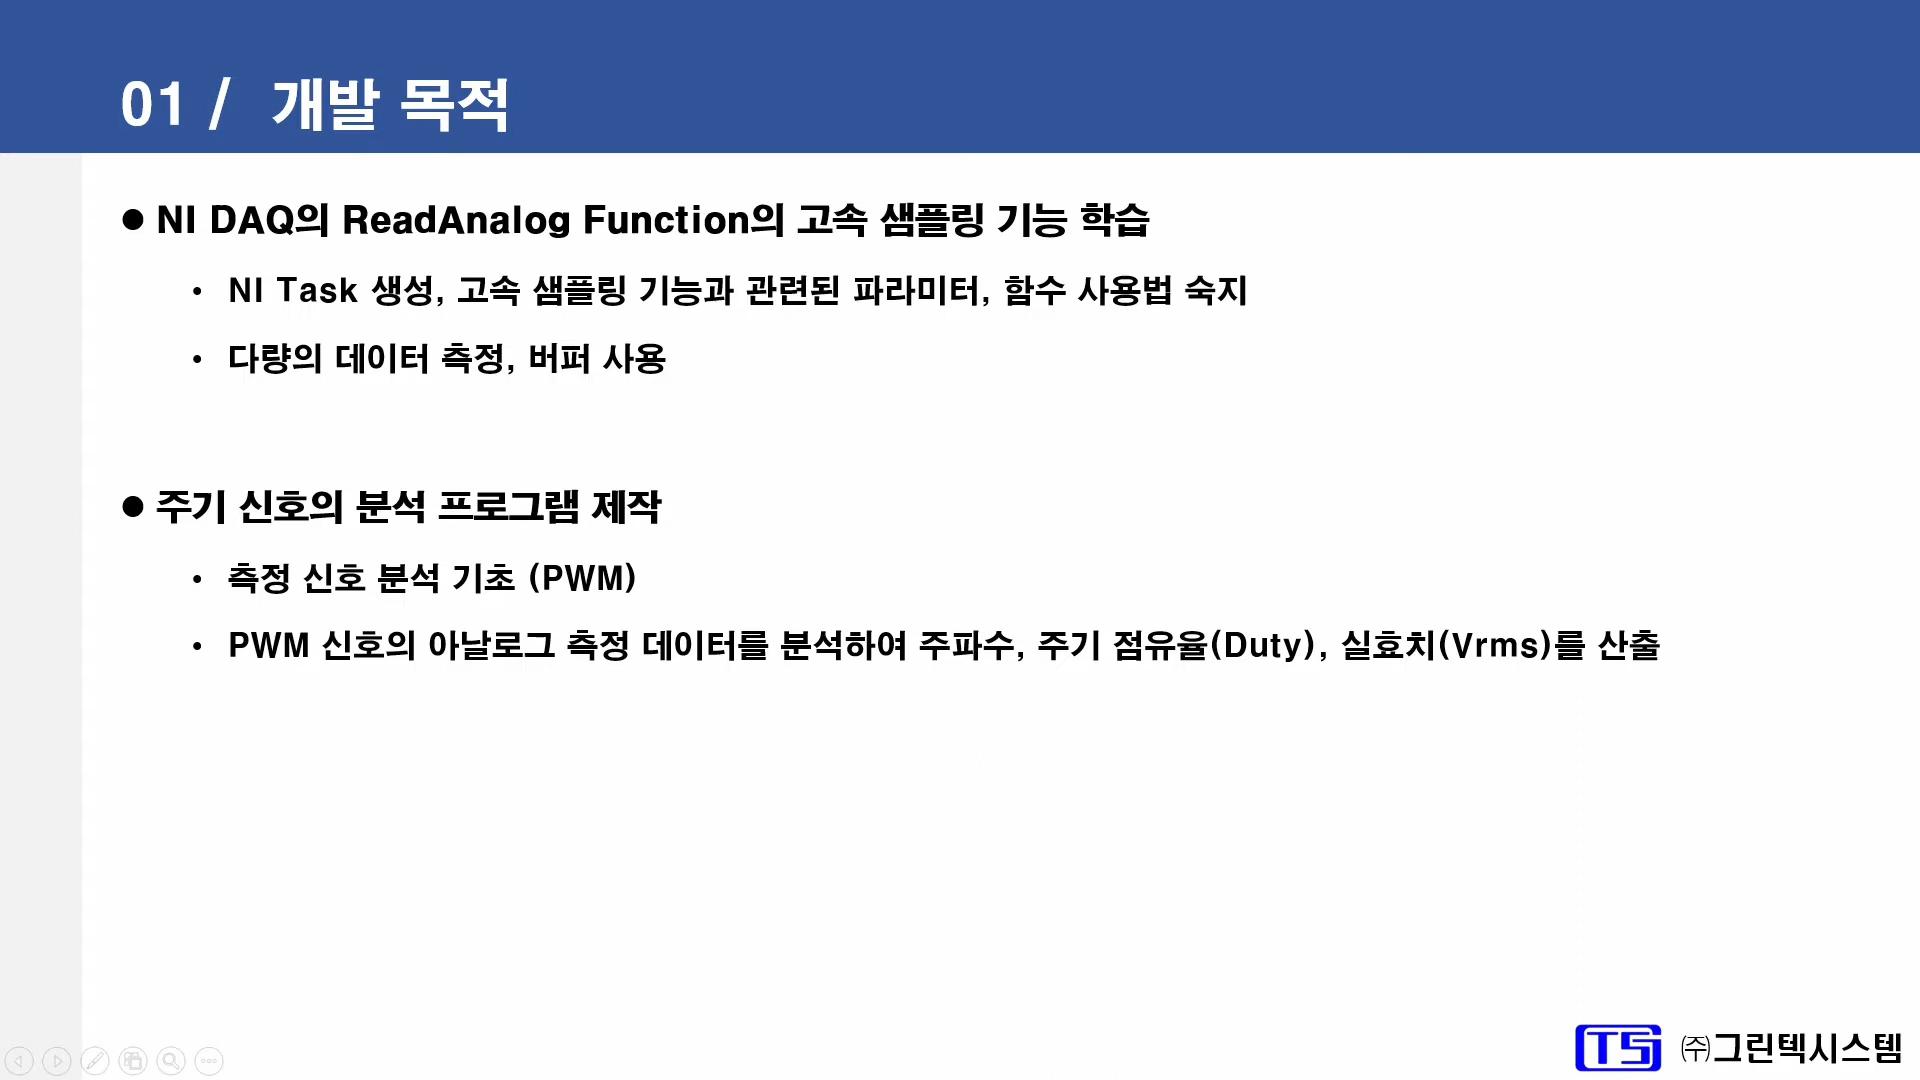 01 / 개발 목적
● NI DAQ의 ReadAnalog Function의 고속 샘플링 기능 학습
• NI Task 생성, 고속 샘플링 기능과 관련된 파라미터, 함수 사용법 숙지
• 다량의 데이터 측정, 버퍼 사용
● 주기 신호의 분석 프로그램 제작
• 측정 신호 분석 기초 (PWM)
• PWM 신호의 아날로그 측정 데이터를 분석하여 주파수, 주기 점유율(Duty), 실효치(Vrms)를 산출
TS ㈜그린텍시스템